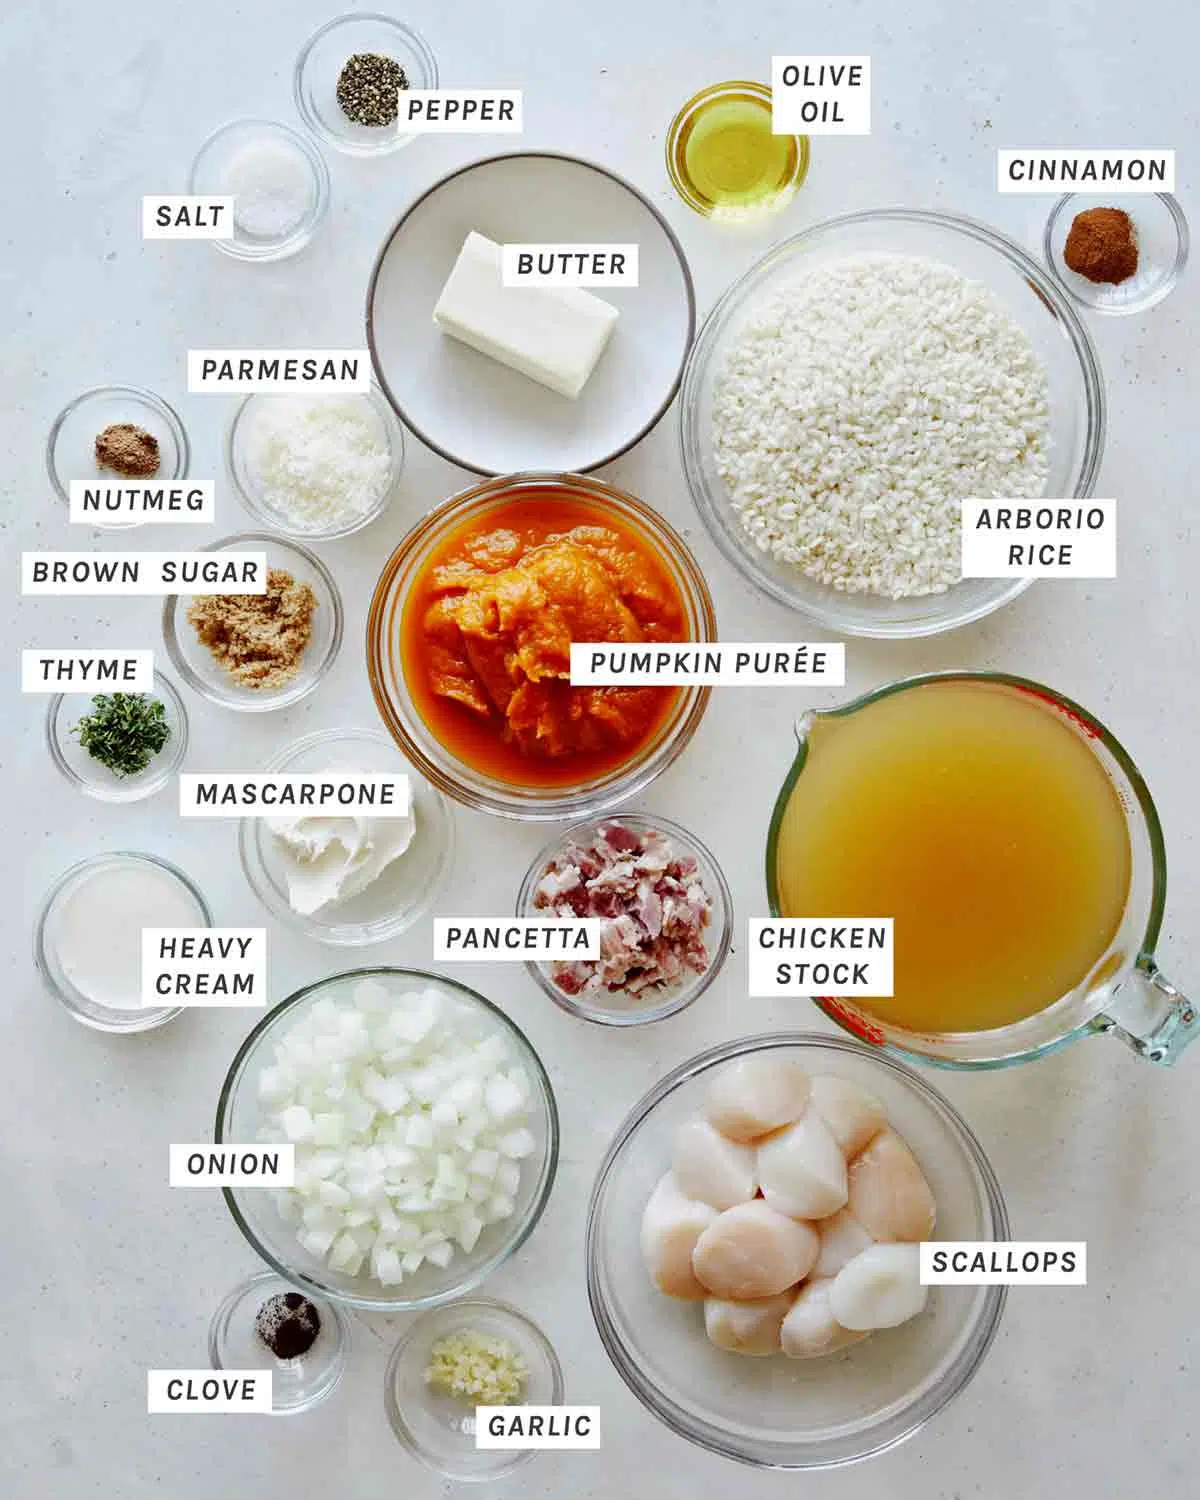 OLIVE
OIL
PEPPER
CINNAMON
SALT
BUTTER
PARMESAN
NUTMEG
ARBORIO
RICE
BROWN SUGAR
PUMPKIN PURÉE
THYME
MASCARPONE
PANCETTA
CHICKEN
STOCK
HEAVY
CREAM
ONION
SCALLOPS
CLOVE
GARLIC